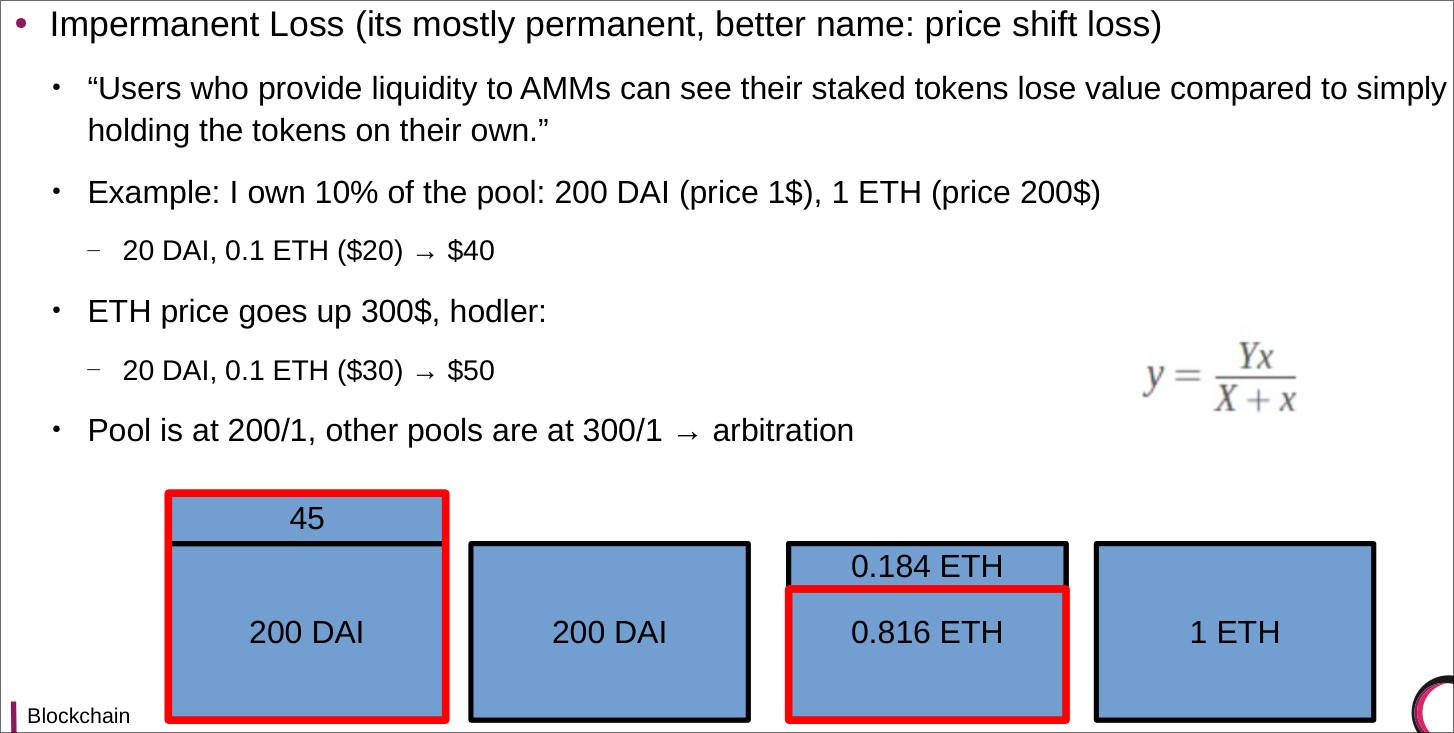 • Impermanent Loss (its mostly permanent, better name: price shift loss)
• “Users who provide liquidity to AMMs can see their staked tokens lose value compared to simply
holding the tokens on their own.”
• Example: I own 10% of the pool: 200 DAI (price 1$), 1 ETH (price 200$)
– 20 DAI, 0.1 ETH ($20) → $40
• ETH price goes up 300$, hodler:
– 20 DAI, 0.1 ETH ($30) → $50
y = Yx / (X + x)
• Pool is at 200/1, other pools are at 300/1 → arbitration
45
200 DAI
200 DAI
0.184 ETH
0.816 ETH
1 ETH
Blockchain